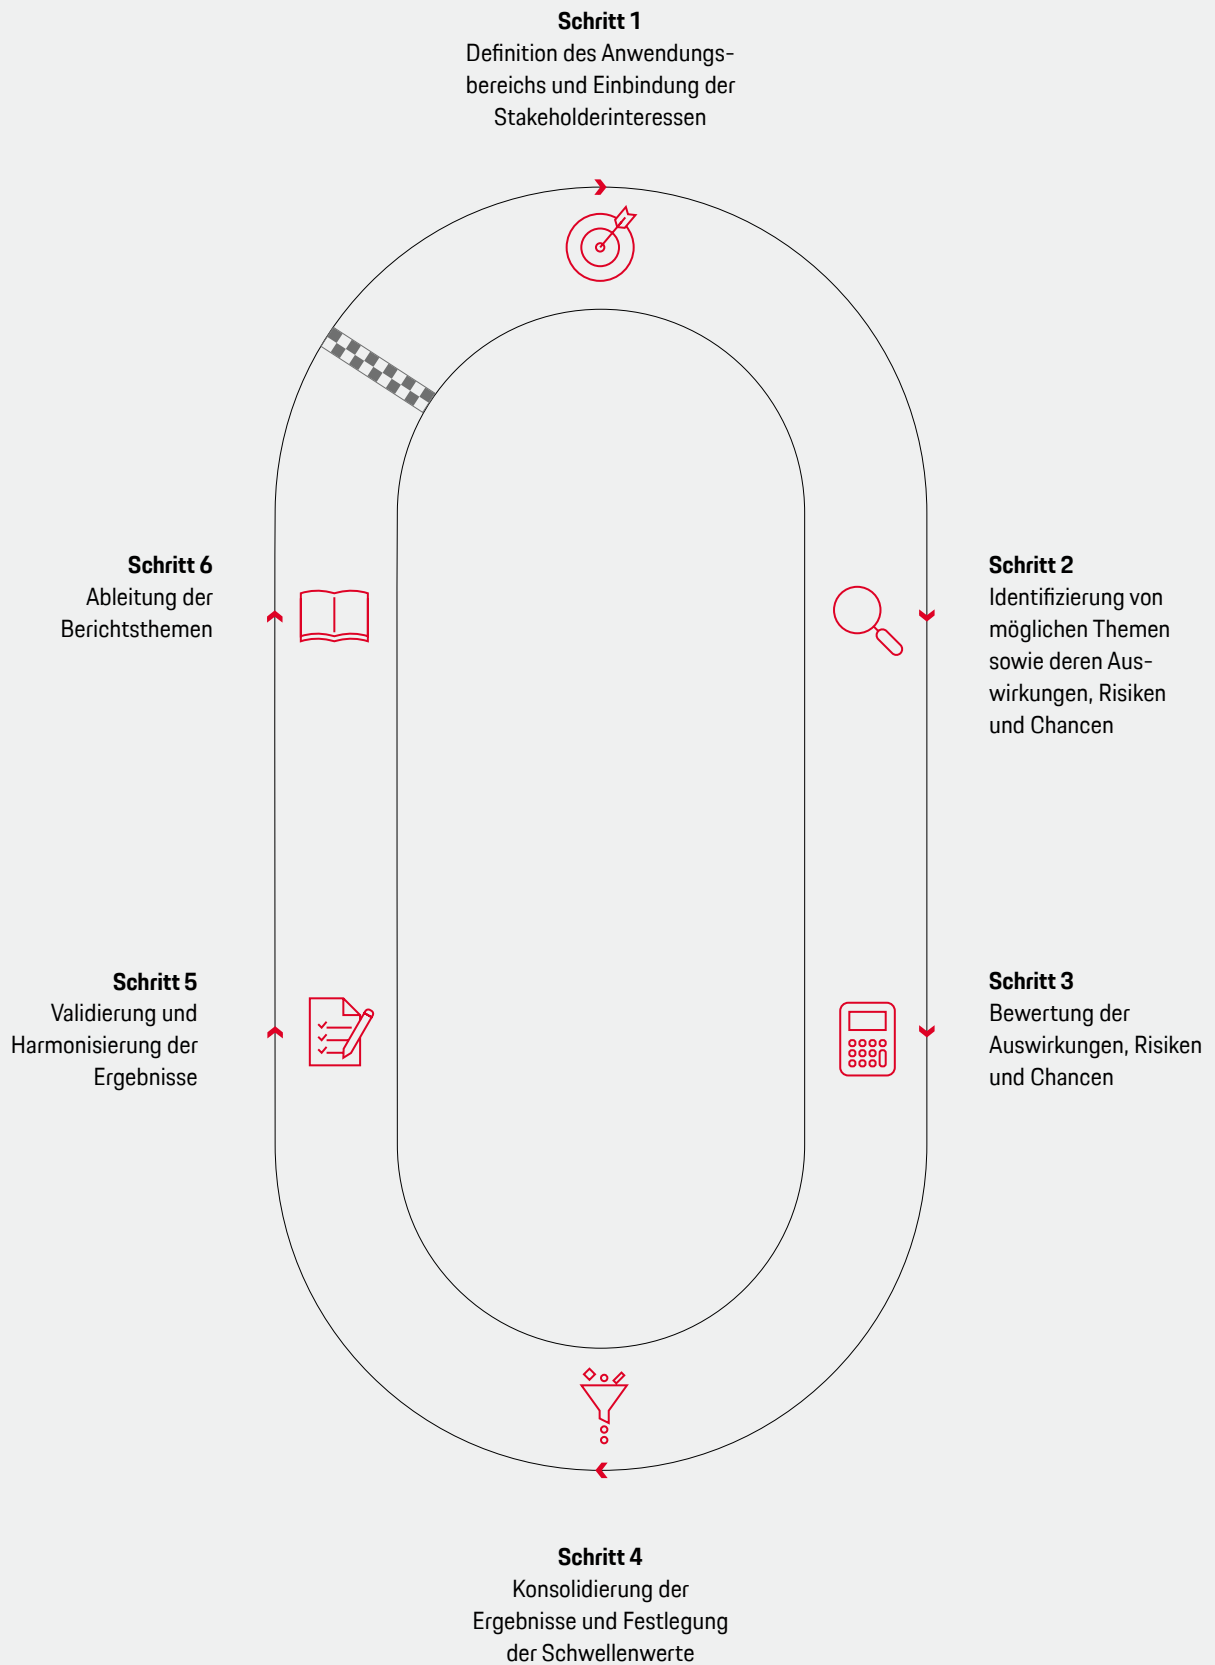 Schritt 1
Definition des Anwendungs-
bereichs und Einbindung der
Stakeholderinteressen
Schritt 2
Identifizierung von
möglichen Themen
sowie deren Aus-
wirkungen, Risiken
und Chancen
Schritt 3
Bewertung der
Auswirkungen, Risiken
und Chancen
Schritt 4
Konsolidierung der
Ergebnisse und Festlegung
der Schwellenwerte
Schritt 5
Validierung und
Harmonisierung der
Ergebnisse
Schritt 6
Ableitung der
Berichtsthemen